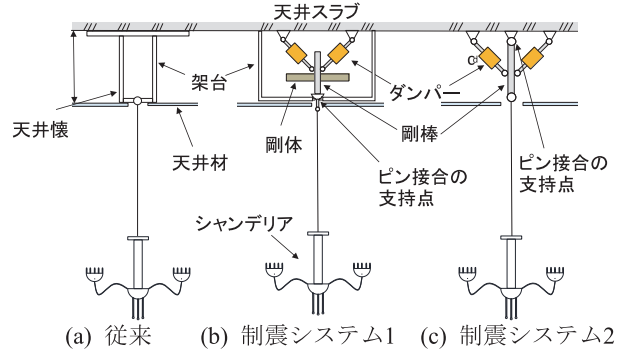 天井スラブ
架台
ダンパー
天井懐
剛体
剛棒
天井材
ピン接合の
支持点
ピン接合の
支持点
シャンデリア
(a) 従来
(b) 制震システム1
(c) 制震システム2